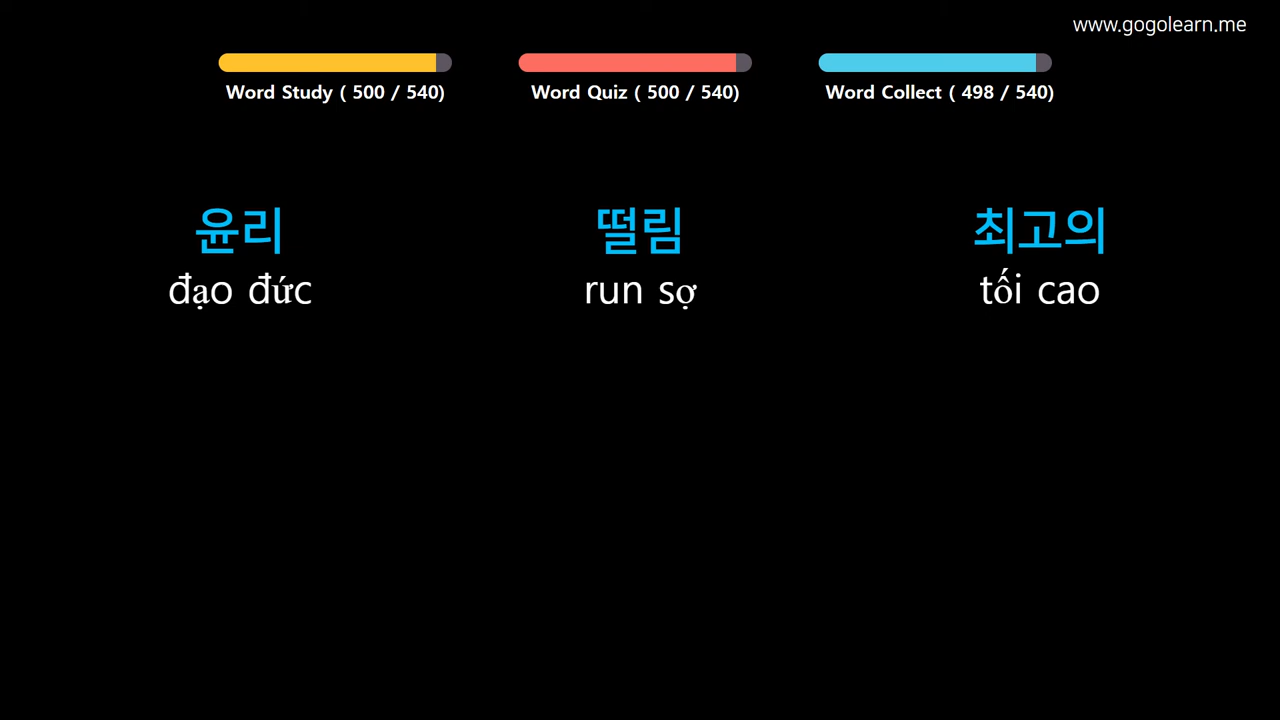 www.gogolearn.me
Word Study ( 500 / 540)
Word Quiz ( 500 / 540)
Word Collect ( 498 / 540)
윤리
đạo đức
떨림
run sợ
최고의
tối cao